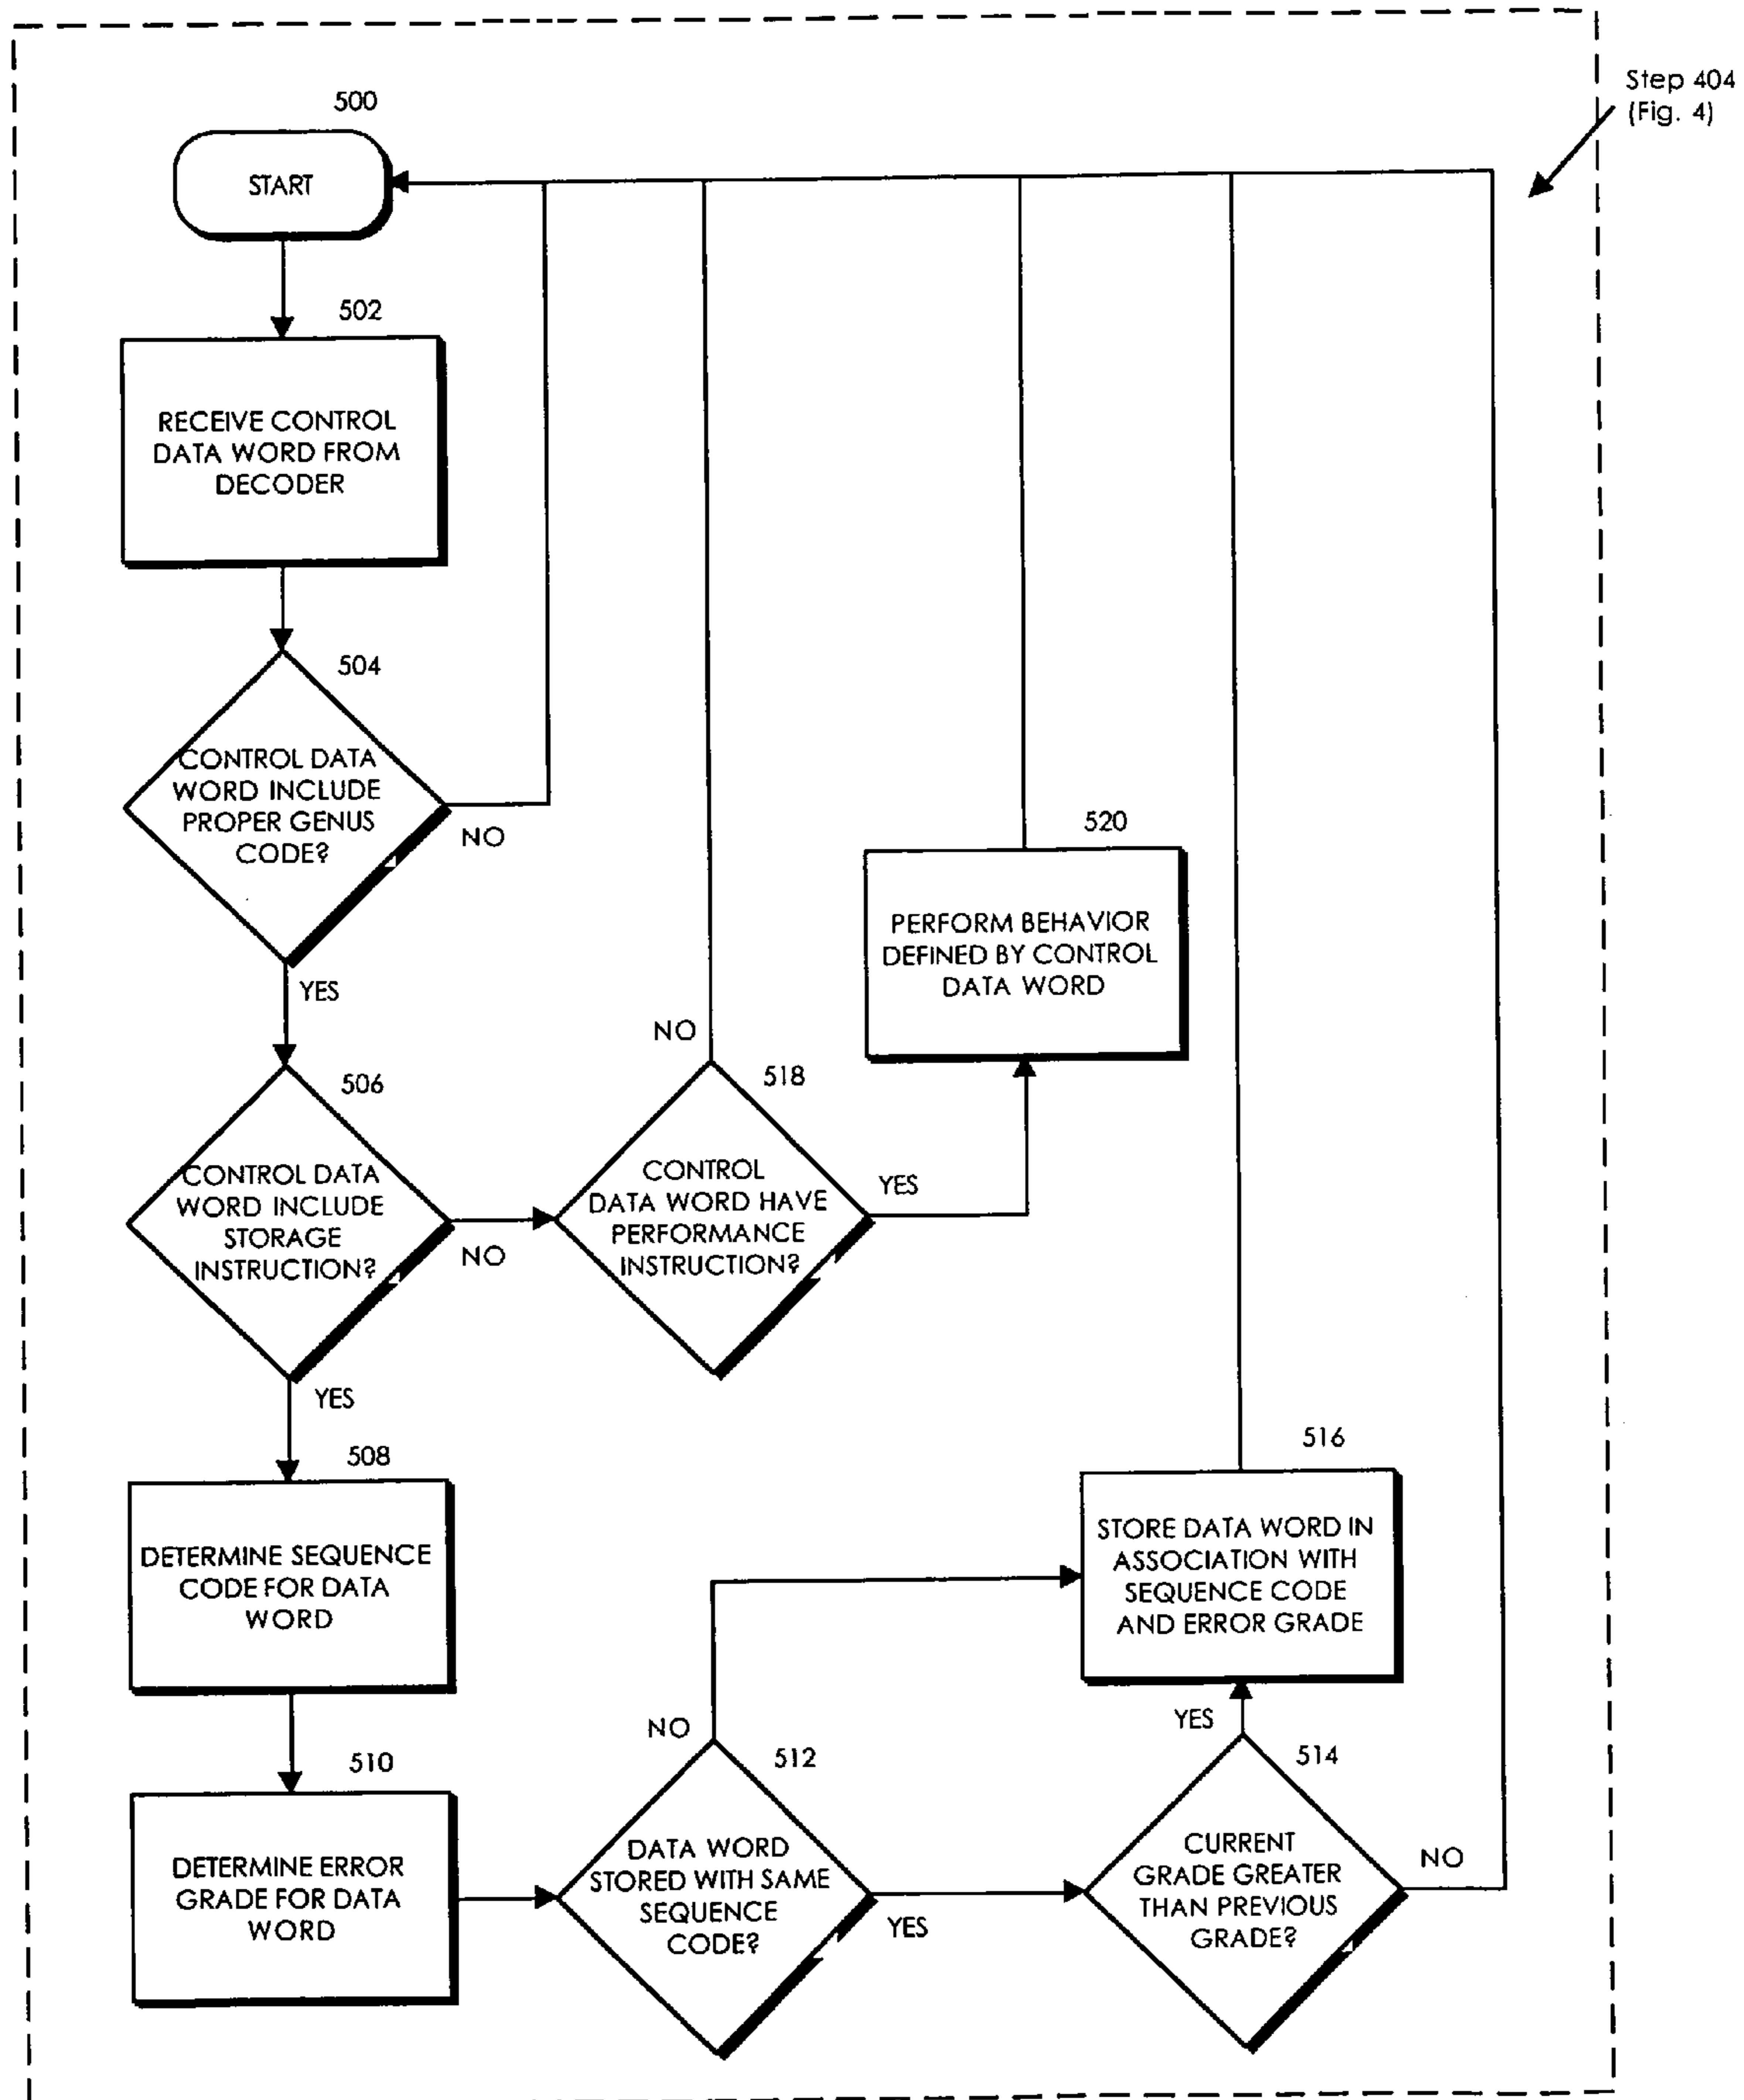 Step 404
(Fig. 4)
500
START
502
RECEIVE CONTROL
DATA WORD FROM
DECODER
504
CONTROL DATA
WORD INCLUDE
PROPER GENUS
CODE?
NO
YES
520
PERFORM BEHAVIOR
DEFINED BY CONTROL
DATA WORD
506
CONTROL DATA
WORD INCLUDE
STORAGE
INSTRUCTION?
NO
YES
NO
518
CONTROL
DATA WORD HAVE
PERFORMANCE
INSTRUCTION?
YES
508
DETERMINE SEQUENCE
CODE FOR DATA
WORD
516
STORE DATA WORD IN
ASSOCIATION WITH
SEQUENCE CODE
AND ERROR GRADE
510
DETERMINE ERROR
GRADE FOR DATA
WORD
NO
512
DATA WORD
STORED WITH SAME
SEQUENCE
CODE?
YES
YES
514
CURRENT
GRADE GREATER
THAN PREVIOUS
GRADE?
NO